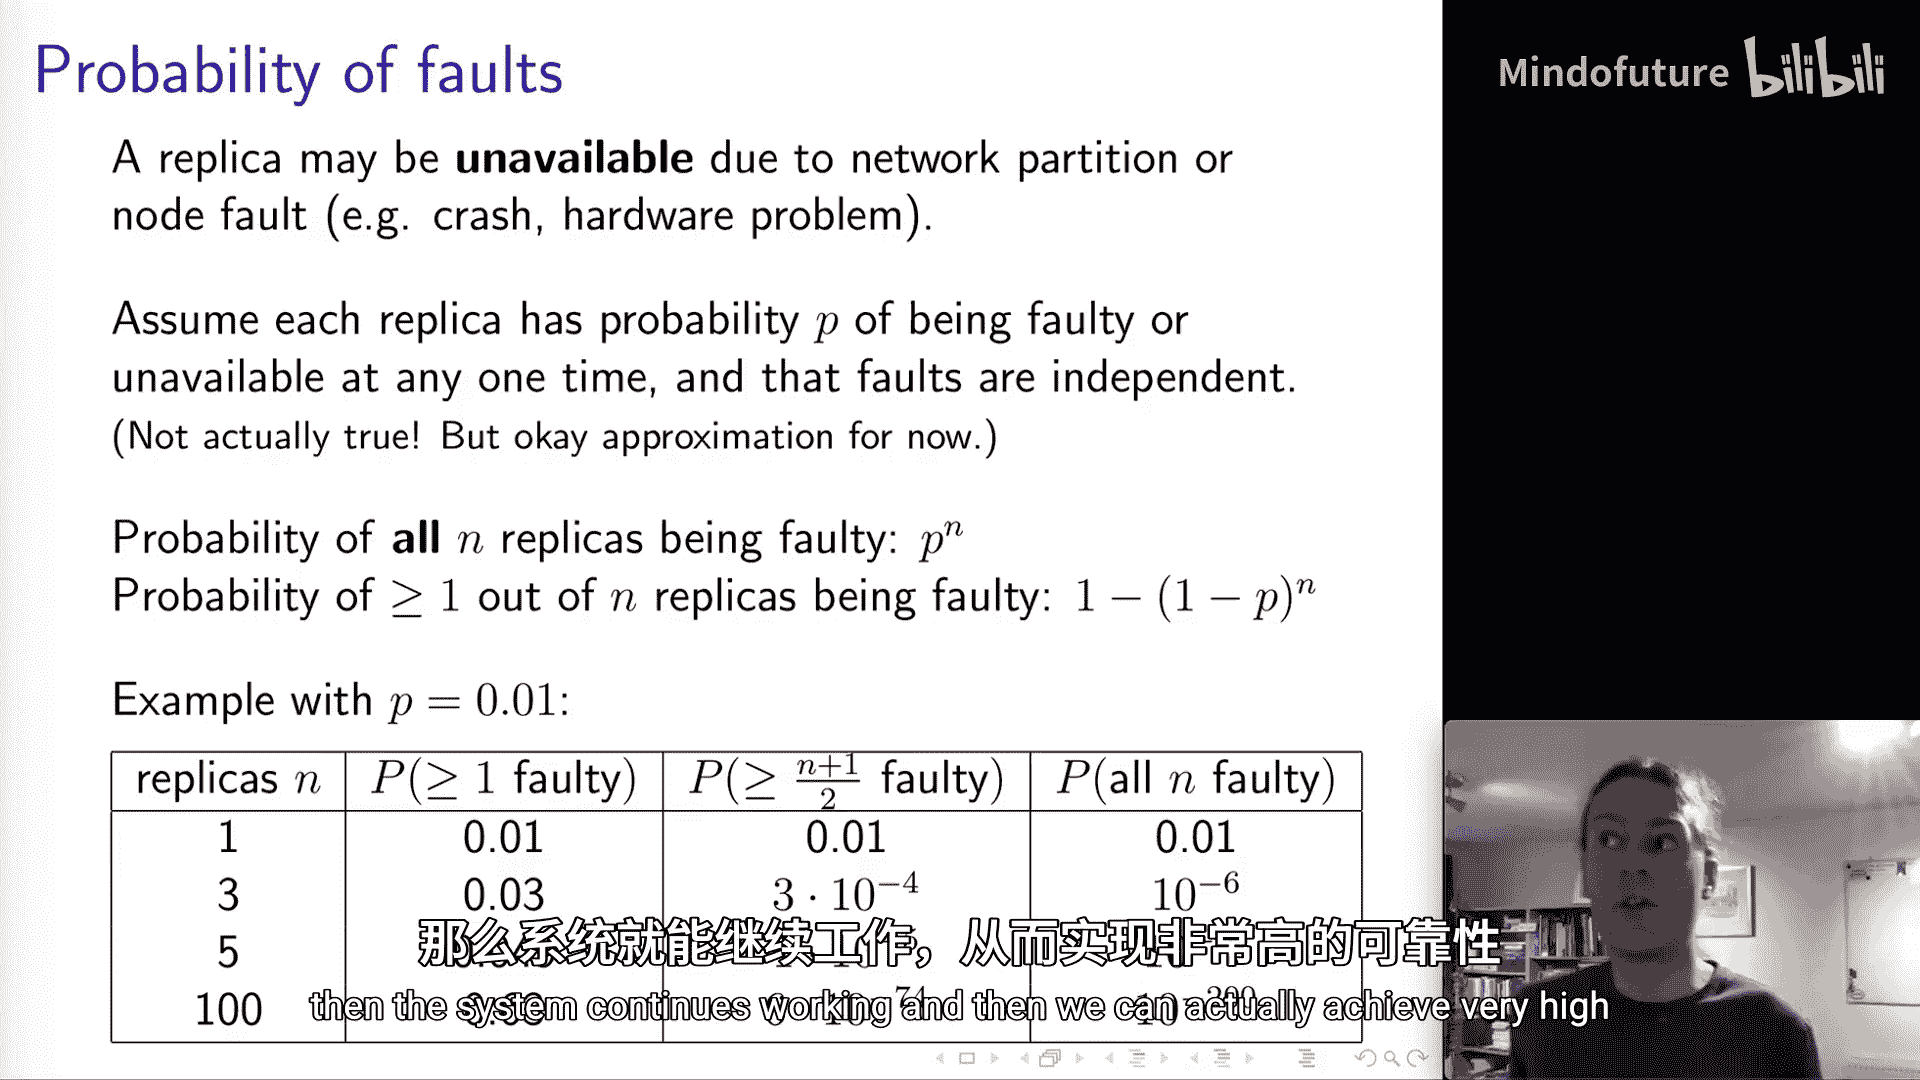 Probability of faults
Mindofuture bilibili
A replica may be unavailable due to network partition or
node fault (e.g. crash, hardware problem).
Assume each replica has probability p of being faulty or
unavailable at any one time, and that faults are independent.
(Not actually true! But okay approximation for now.)
Probability of all n replicas being faulty: pⁿ
Probability of ≥ 1 out of n replicas being faulty: 1 − (1 − p)ⁿ
Example with p = 0.01:
replicas n P(≥ 1 faulty) P(≥ (n+1)/2 faulty) P(all n faulty)
1 0.01 0.01 0.01
3 0.03 3 · 10⁻⁴ 10⁻⁶
5
那么系统就能继续工作，从而实现非常高的可靠性
100
then the system continues working and then we can actually achieve very high